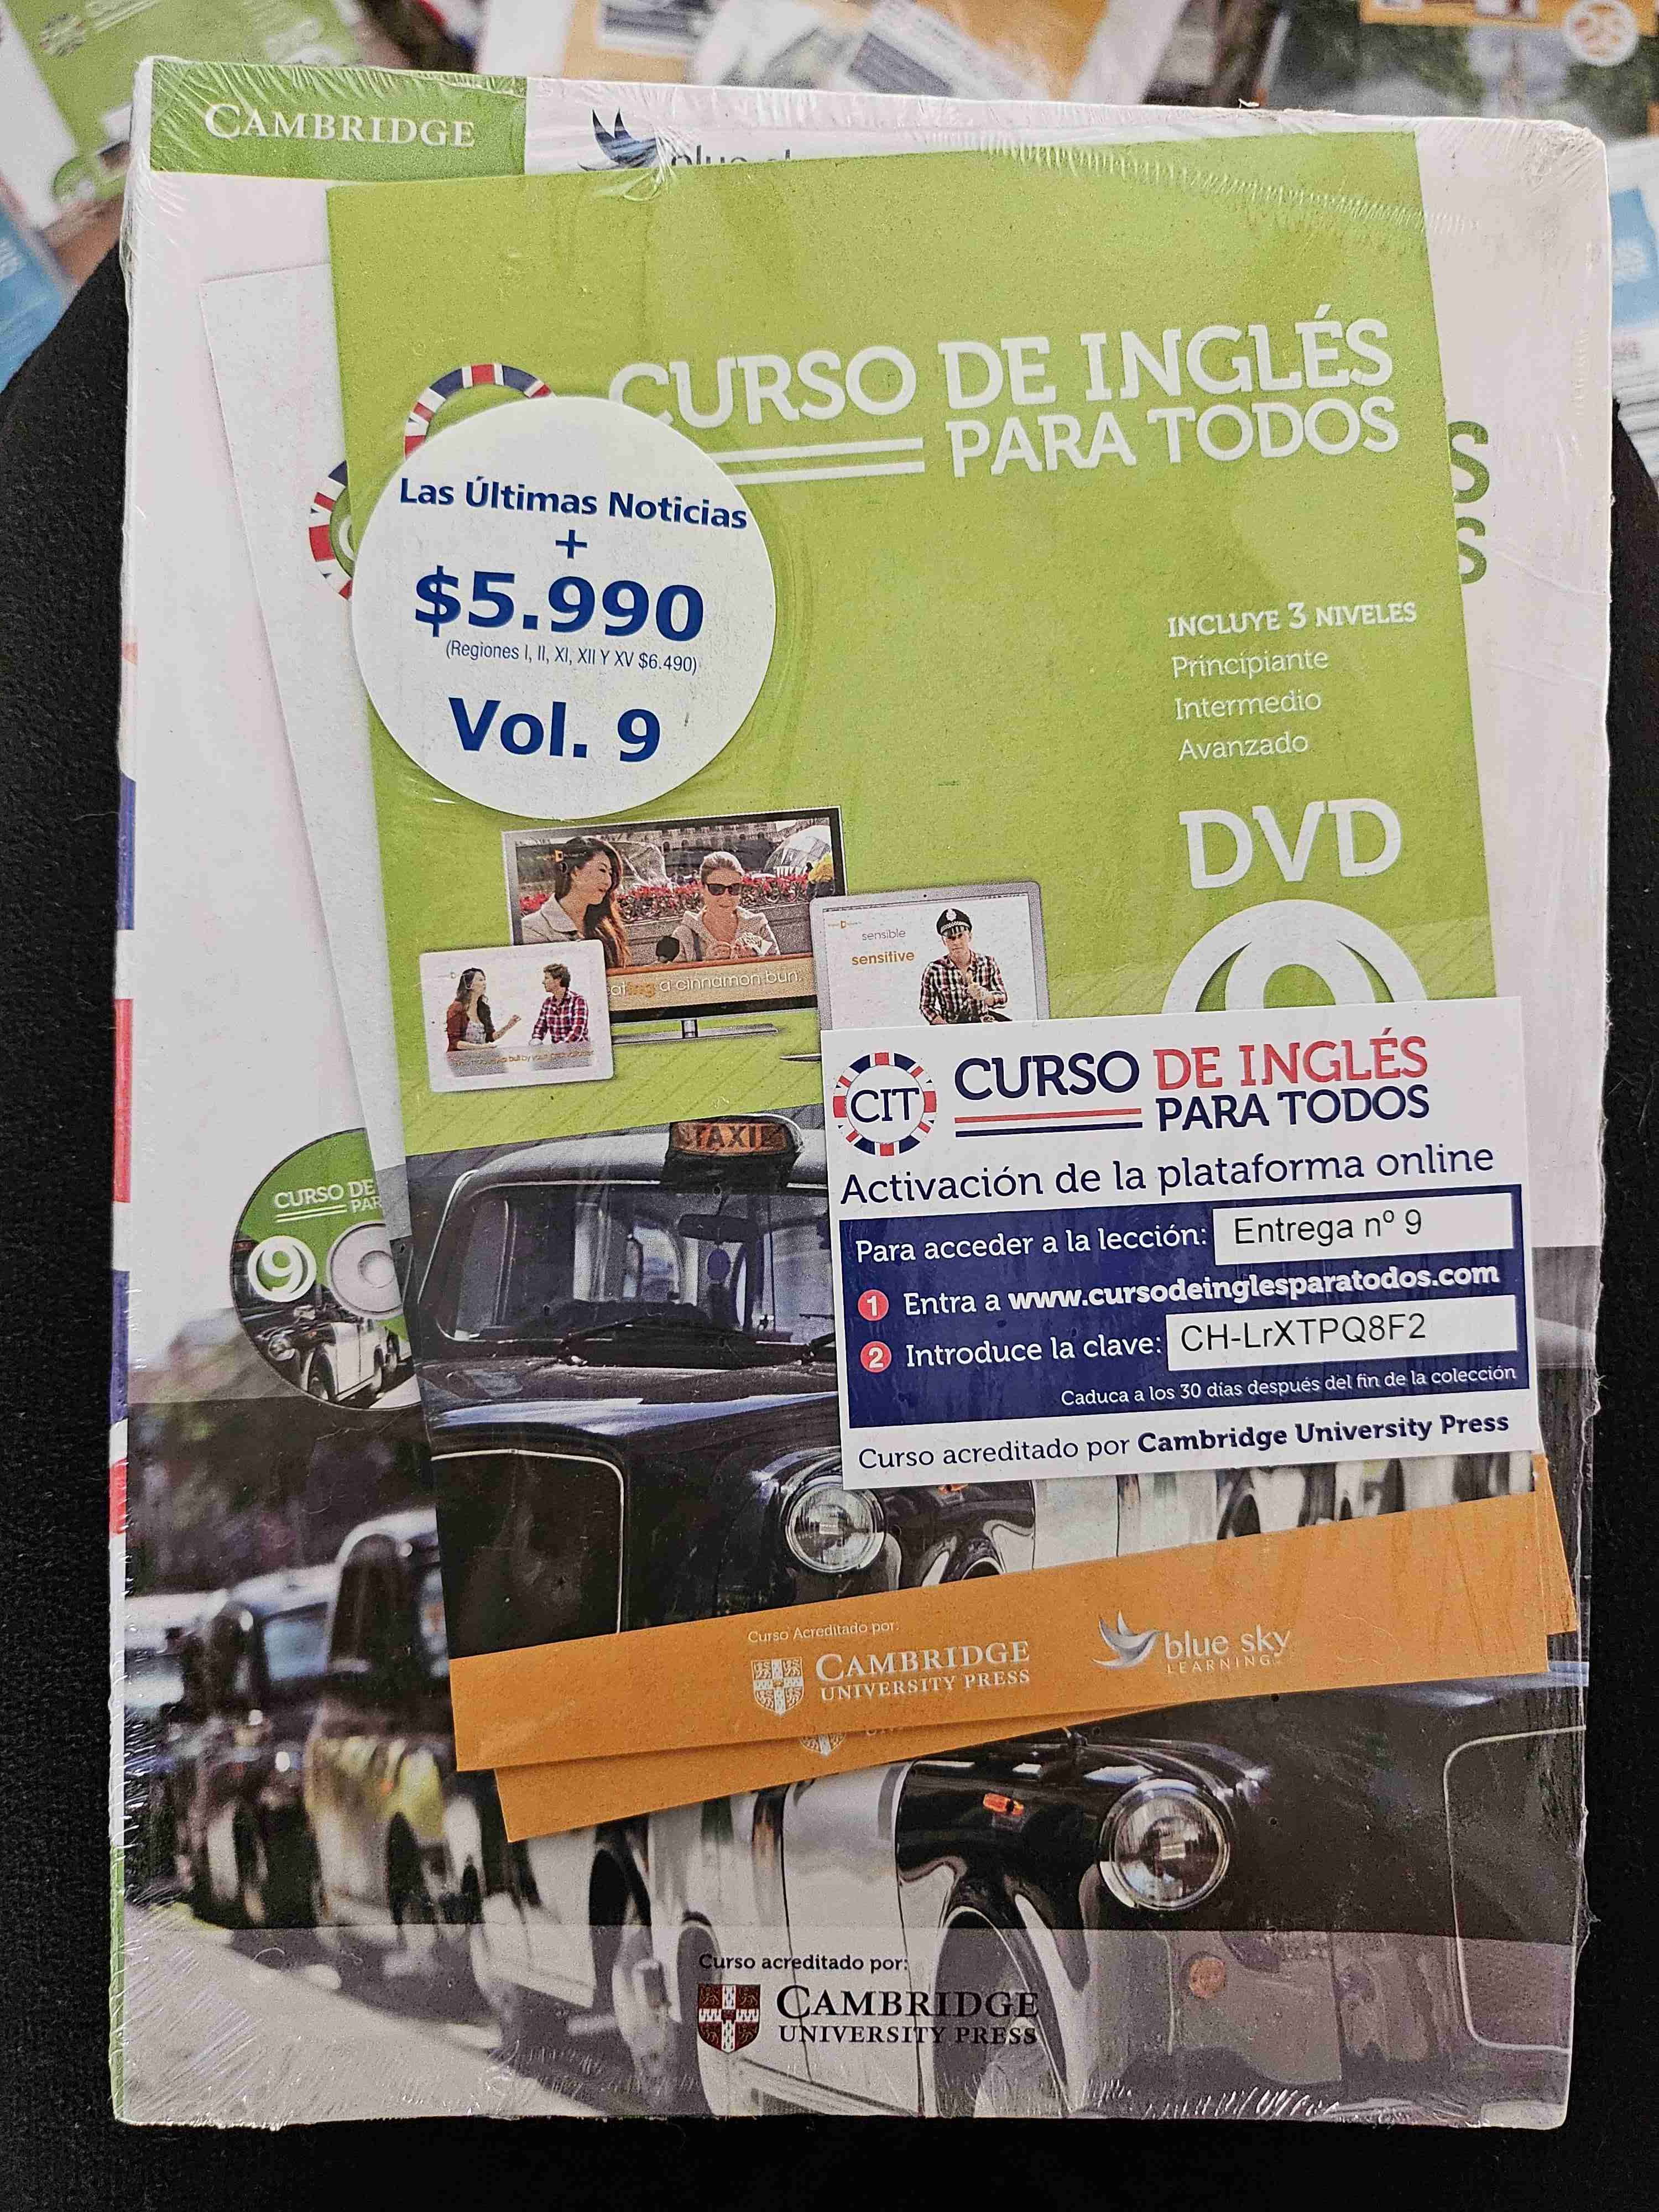 CAMBRIDGE
CURSO DE INGLÉS
PARA TODOS
S
S
Las Últimas Noticias
+
$5.990
(Regiones I, II, XI, XII Y XV $6.490)
Vol. 9
INCLUYE 3 NIVELES
Principiante
Intermedio
Avanzado
DVD
a cinnamon bun.
sensible
sensitive
TAXI
CURSO DE
PAR
9
CIT
CURSO DE INGLÉS
PARA TODOS
Activación de la plataforma online
Para acceder a la lección: Entrega nº 9
1 Entra a www.cursodeinglesparatodos.com
2 Introduce la clave: CH-LrXTPQ8F2
Caduca a los 30 días después del fin de la colección
Curso acreditado por Cambridge University Press
Curso Acreditado por:
CAMBRIDGE
UNIVERSITY PRESS
blue sky
LEARNING
Curso acreditado por:
CAMBRIDGE
UNIVERSITY PRESS